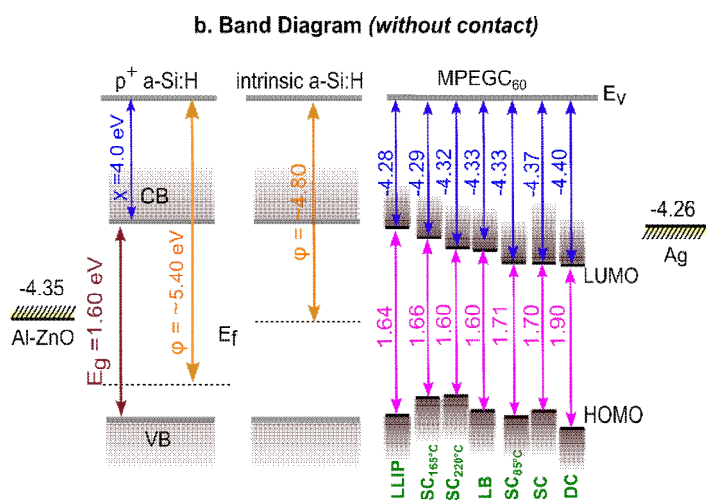 b. Band Diagram (without contact)
p⁺ a-Si:H
intrinsic a-Si:H
MPEGC₆₀
Eᵥ
χ =4.0 eV
φ = ~5.40 eV
φ = ~4.80
-4.28
-4.29
-4.32
-4.33
-4.33
-4.37
-4.40
CB
-4.26
Ag
LUMO
-4.35
Al-ZnO
E_g =1.60 eV
E_f
1.64
1.66
1.60
1.60
1.71
1.70
1.90
HOMO
VB
LLIP
SC₁₆₅°C
SC₂₂₀°C
LB
SC₈₅°C
SC
DC